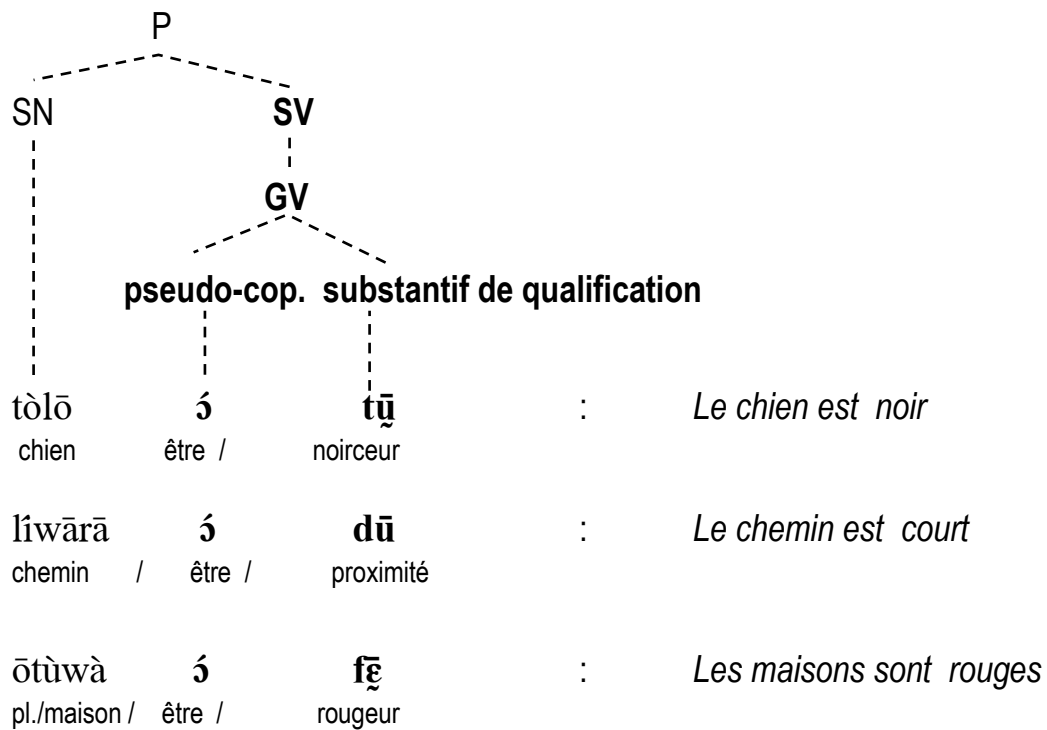 P
SN SV
GV
pseudo-cop. substantif de qualification
tòlō ɔ́ tṵ̄ : Le chien est noir
chien être / noirceur
líwārā ɔ́ dū : Le chemin est court
chemin / être / proximité
ōtùwà ɔ́ fɛ̰̄ : Les maisons sont rouges
pl./maison / être / rougeur